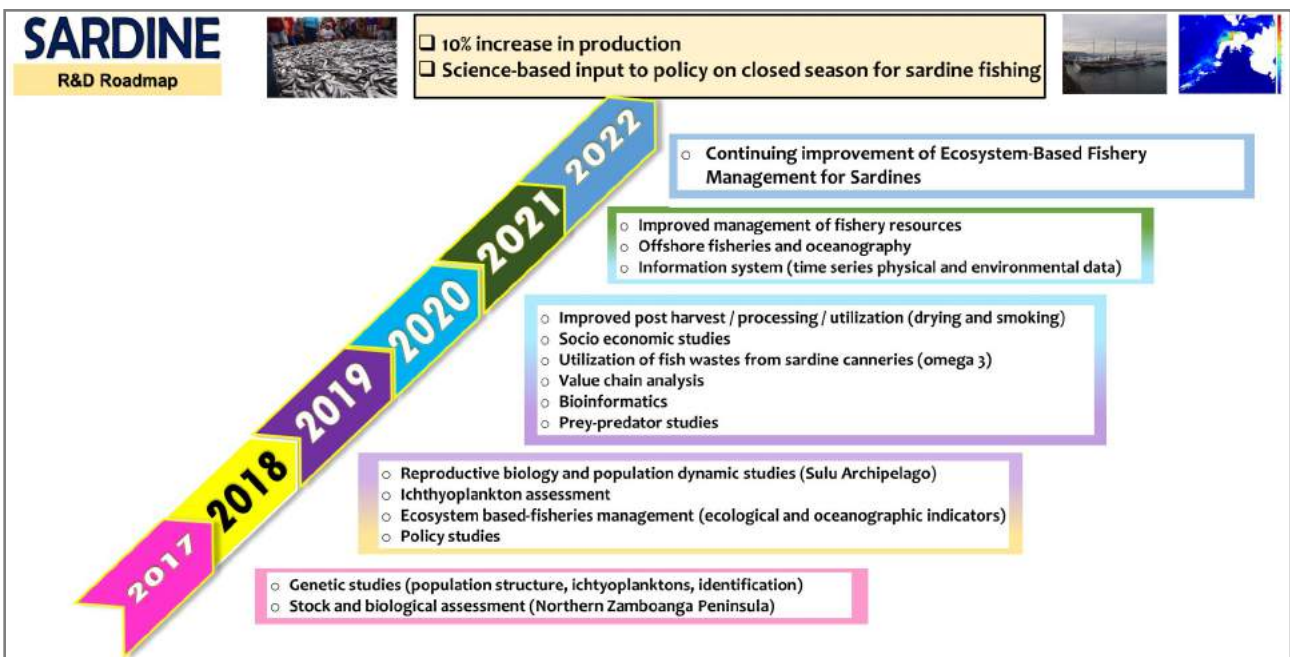 SARDINE
R&D Roadmap
❑ 10% increase in production
❑ Science-based input to policy on closed season for sardine fishing
2022
○ Continuing improvement of Ecosystem-Based Fishery
Management for Sardines
2021
○ Improved management of fishery resources
○ Offshore fisheries and oceanography
○ Information system (time series physical and environmental data)
2020
○ Improved post harvest / processing / utilization (drying and smoking)
○ Socio economic studies
○ Utilization of fish wastes from sardine canneries (omega 3)
○ Value chain analysis
○ Bioinformatics
○ Prey-predator studies
2019
○ Reproductive biology and population dynamic studies (Sulu Archipelago)
○ Ichthyoplankton assessment
○ Ecosystem based-fisheries management (ecological and oceanographic indicators)
○ Policy studies
2018
○ Genetic studies (population structure, ichtyoplanktons, identification)
○ Stock and biological assessment (Northern Zamboanga Peninsula)
2017